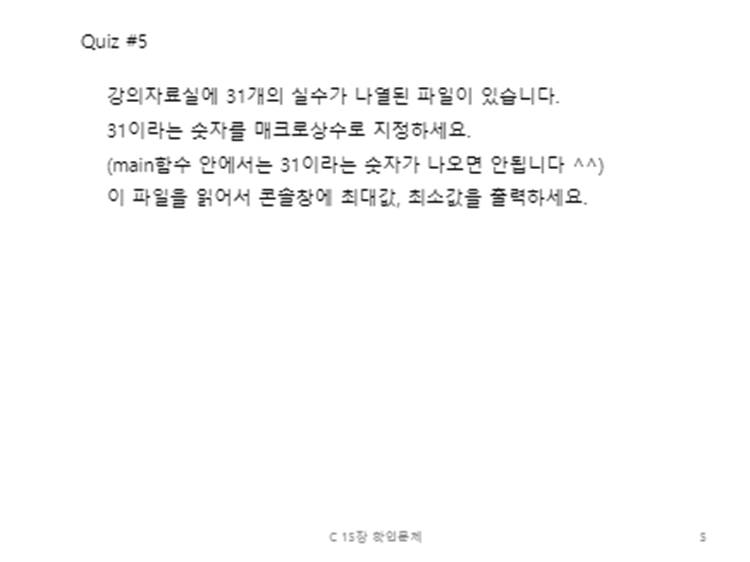 Quiz #5
강의자료실에 31개의 실수가 나열된 파일이 있습니다.
31이라는 숫자를 매크로상수로 지정하세요.
(main함수 안에서는 31이라는 숫자가 나오면 안됩니다 ^^)
이 파일을 읽어서 콘솔창에 최대값, 최소값을 출력하세요.
C 15장 확인문제
5